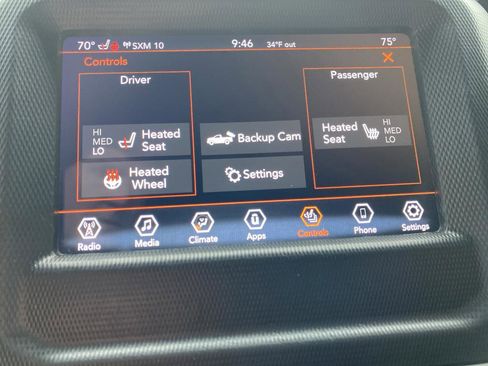 70° SXM 10 9:46 34°F out 75°
Controls
Driver
Passenger
HI
MED
LO
Heated
Seat
Backup Cam
Heated
Seat
HI
MED
LO
Heated
Wheel
Settings
Radio Media Climate Apps Controls Phone Settings